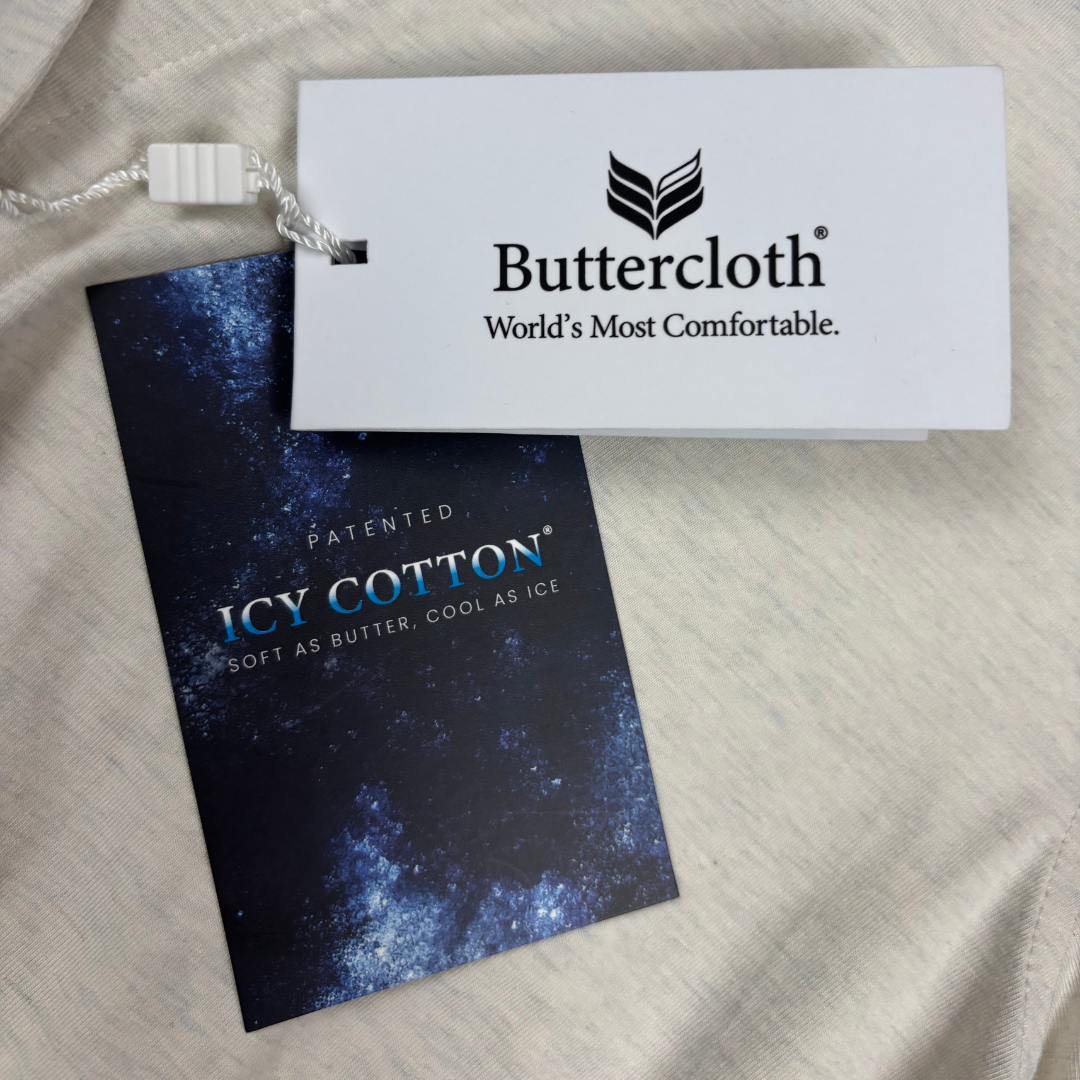 Buttercloth®
World's Most Comfortable.
PATENTED
ICY COTTON®
SOFT AS BUTTER, COOL AS ICE